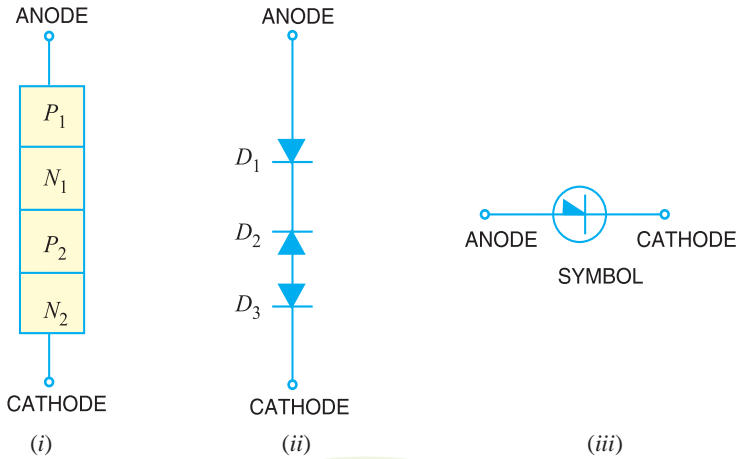 ANODE
P1
N1
P2
N2
CATHODE
(i)
ANODE
D1
D2
D3
CATHODE
(ii)
ANODE
CATHODE
SYMBOL
(iii)